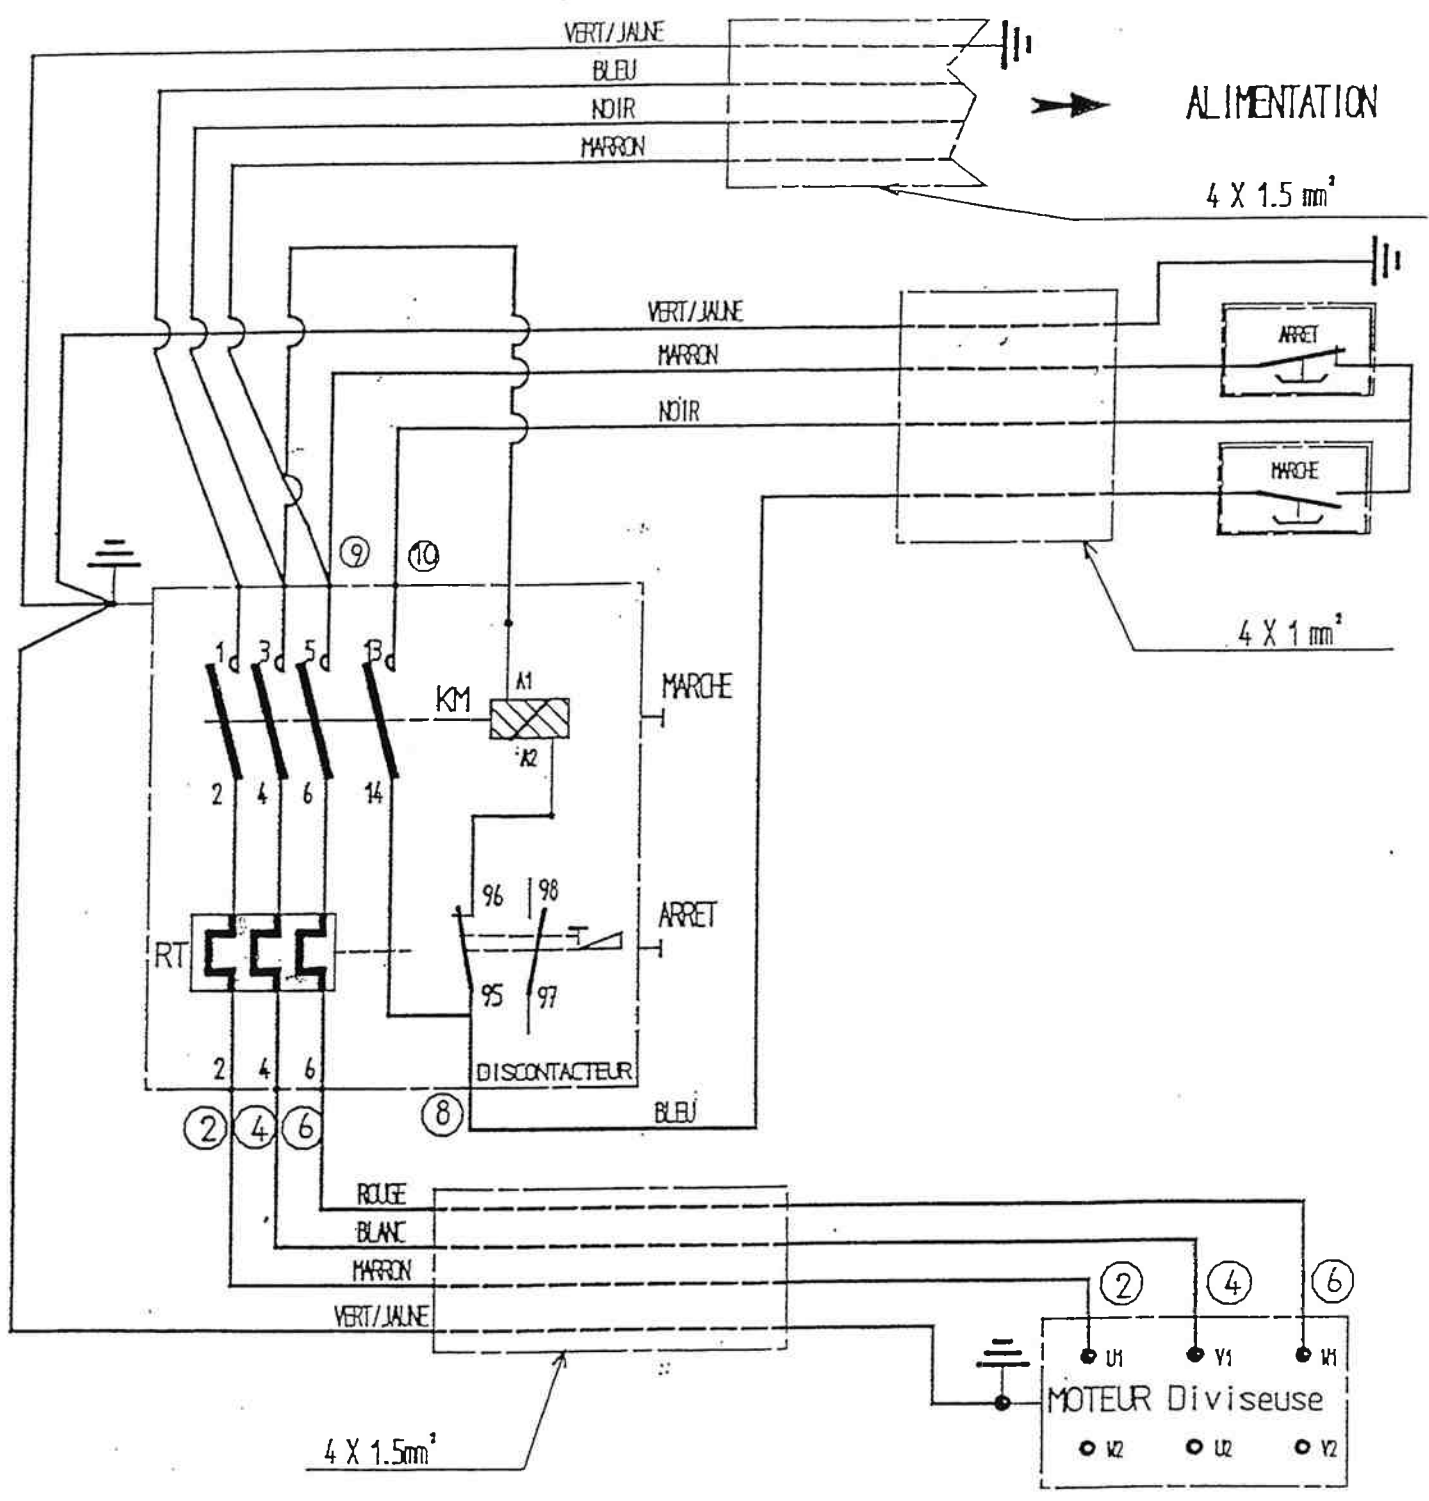 VERT/JAUNE
BLEU
NOIR
MARRON
ALIMENTATION
4 X 1.5 mm²
VERT/JAUNE
MARRON
NOIR
ARRET
MARCHE
9
10
4 X 1 mm²
1 3 5 13
A1
KM
MARCHE
A2
2 4 6 14
96 98
ARRET
RT
95 97
2 4 6
DISCONTACTEUR
2 4 6 8
BLEU
ROUGE
BLANC
MARRON
VERT/JAUNE
2 4 6
U1 V1 W1
MOTEUR Diviseuse
W2 U2 V2
4 X 1.5mm²